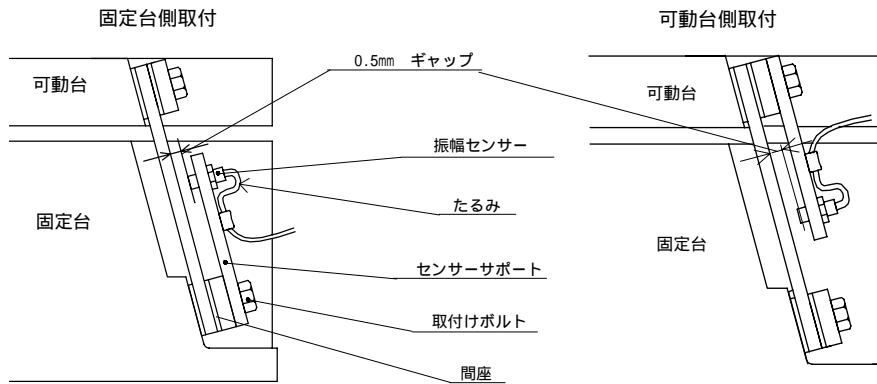 固定台側取付
可動台側取付
0.5mm ギャップ
可動台
可動台
振幅センサー
たるみ
固定台
固定台
センサーサポート
取付けボルト
間座